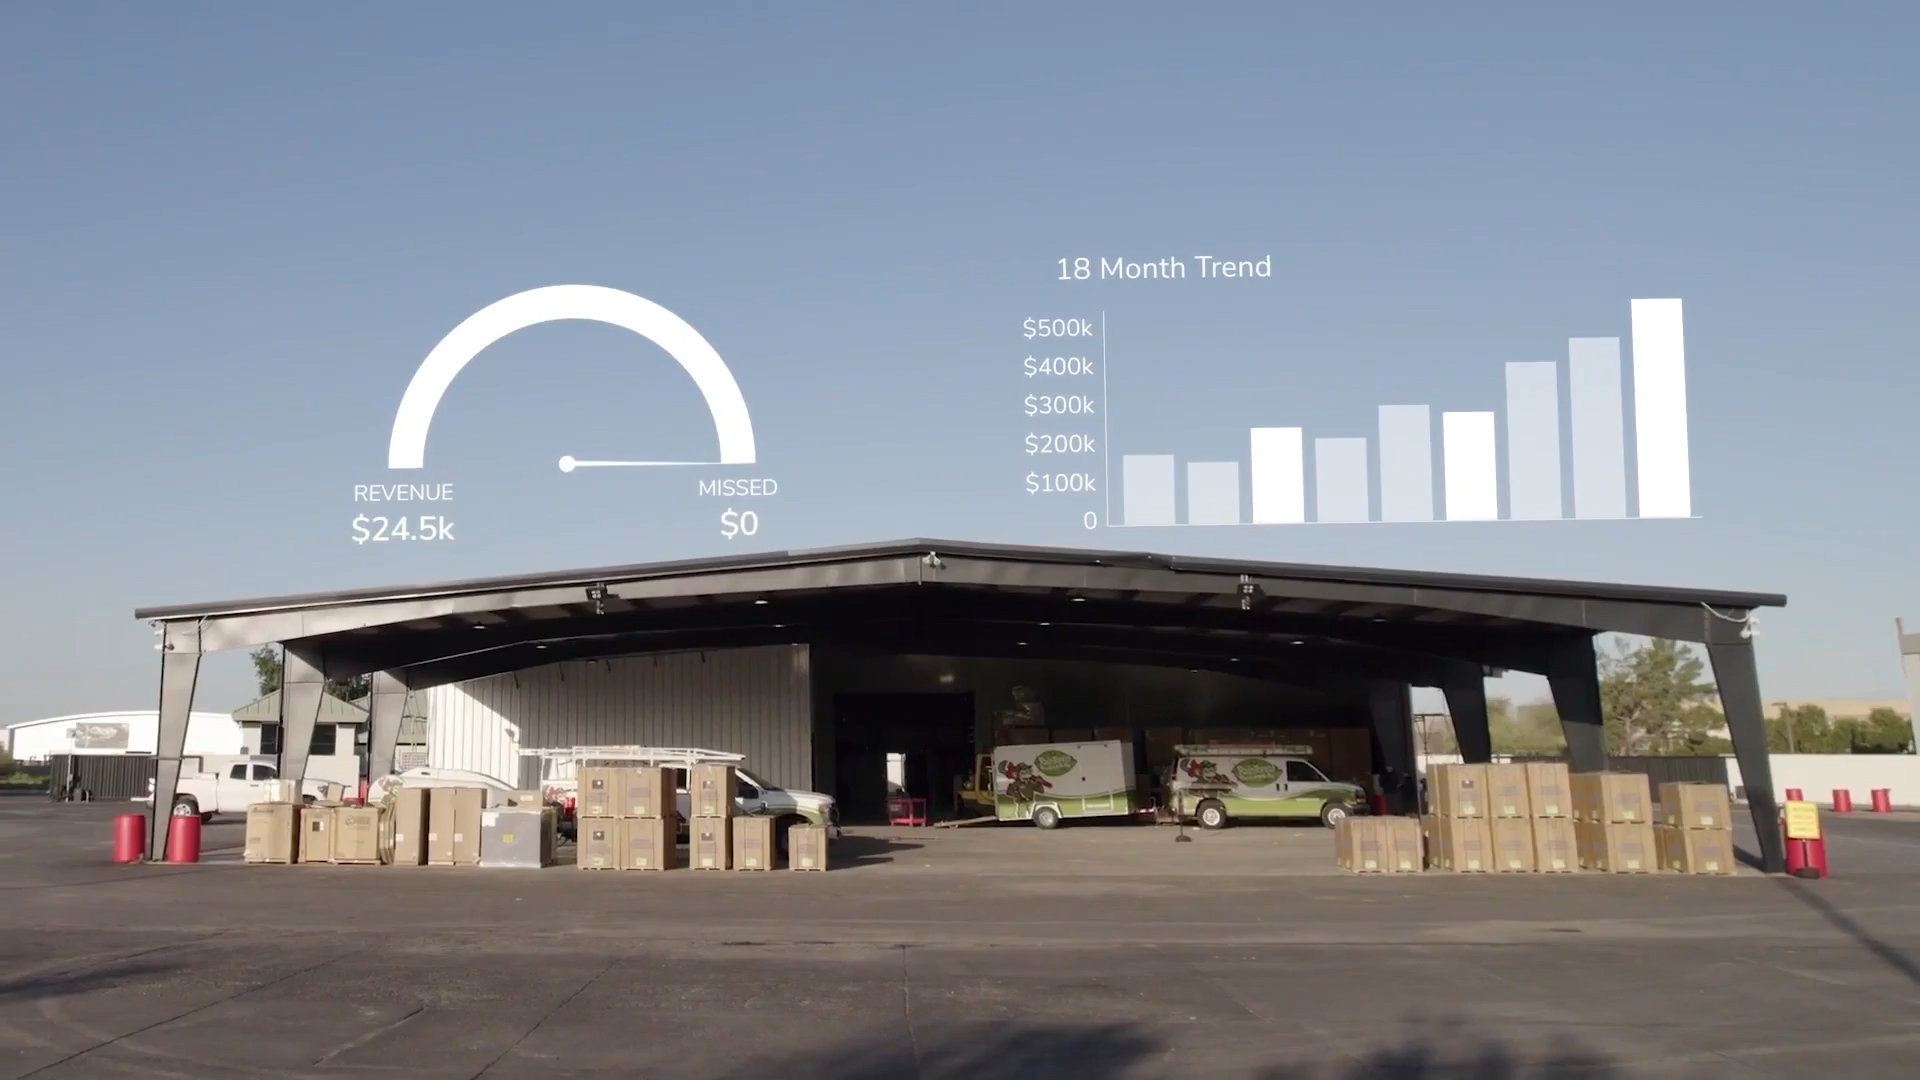 18 Month Trend
$500k
$400k
$300k
$200k
$100k
0
REVENUE
$24.5k
MISSED
$0